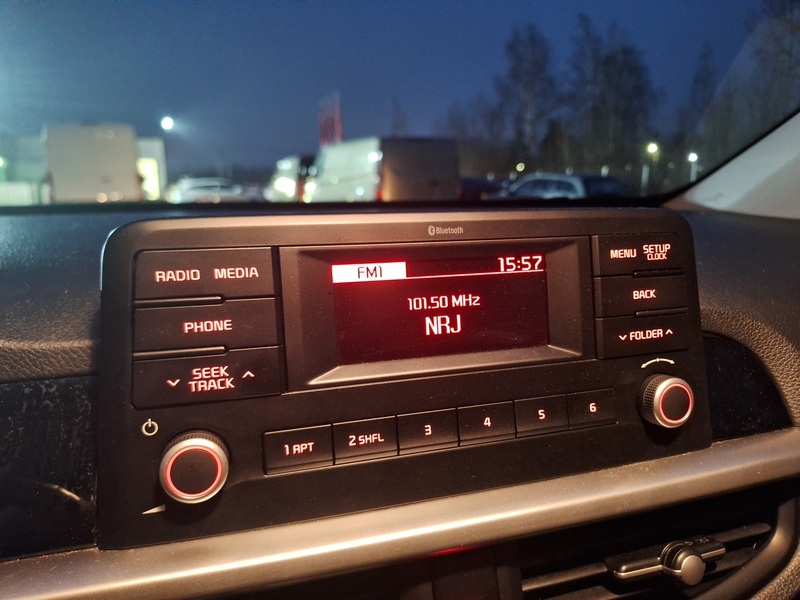 Bluetooth
RADIO MEDIA
PHONE
SEEK
TRACK
FM1 15:57
101.50 MHz
NRJ
MENU SETUP
CLOCK
BACK
FOLDER
1 RPT 2 SHFL 3 4 5 6